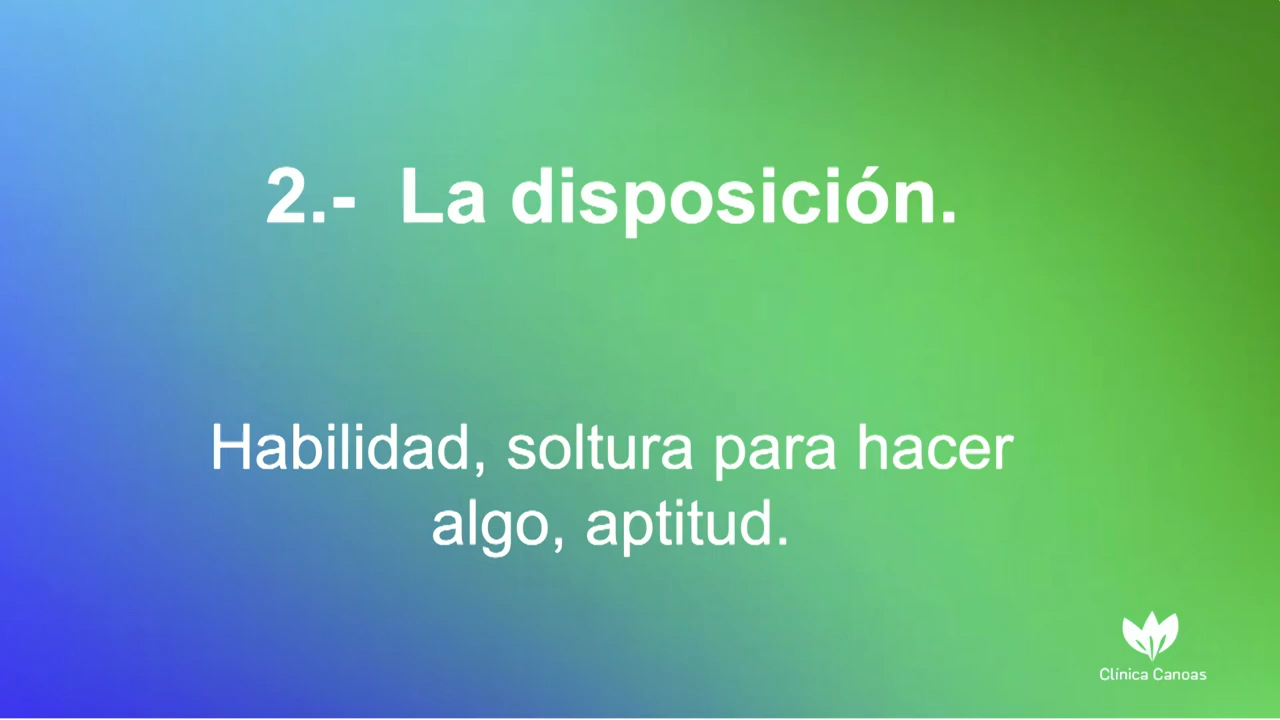 2.- La disposición.
Habilidad, soltura para hacer
algo, aptitud.
Clínica Canoas